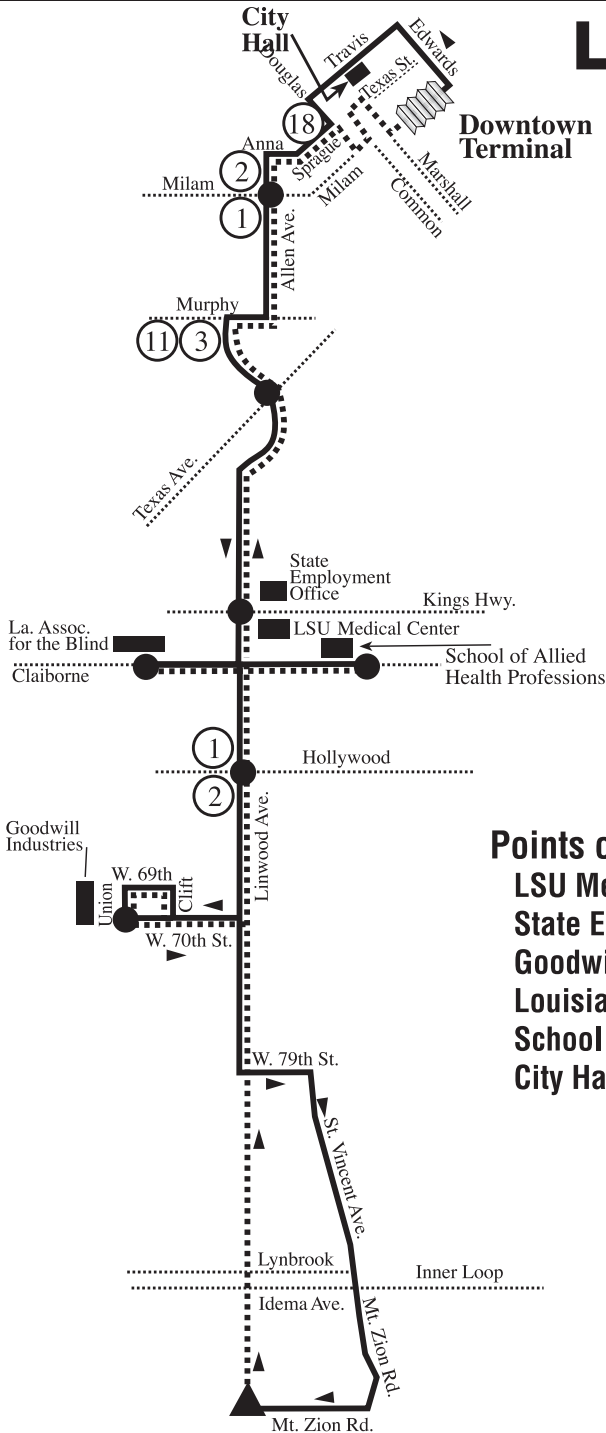 City
Hall
L
Travis
Edwards
Douglas
Texas St.
18
Downtown
Terminal
Anna
Sprague
2
Milam
Milam
Marshall
Common
1
Allen Ave.
Murphy
11
3
Texas Ave.
State
Employment
Office
Kings Hwy.
La. Assoc.
for the Blind
LSU Medical Center
School of Allied
Health Professions
Claiborne
1
Hollywood
2
Linwood Ave.
Goodwill
Industries
W. 69th
Union
Clift
W. 70th St.
Points o
LSU Me
State E
Goodwi
Louisia
School
City Ha
W. 79th St.
St. Vincent Ave.
Lynbrook
Inner Loop
Idema Ave.
Mt. Zion Rd.
Mt. Zion Rd.